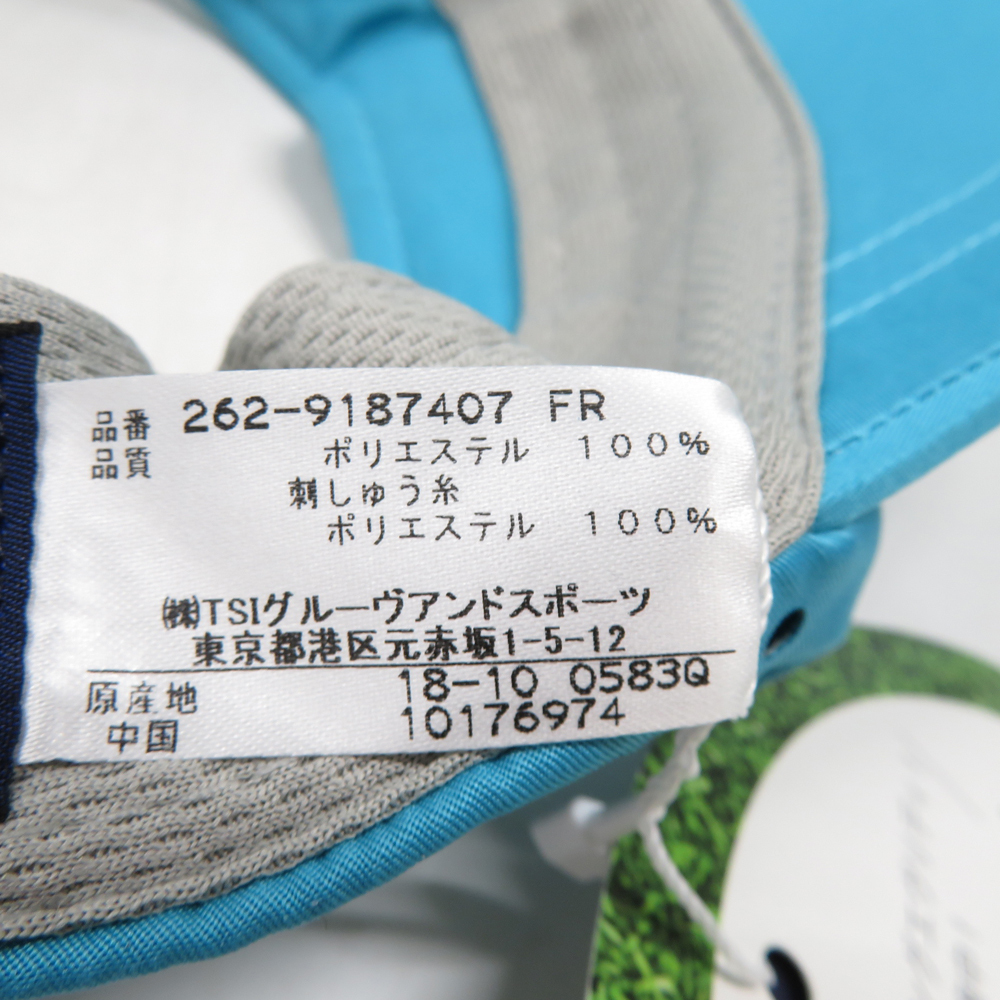 品番 262-9187407 FR
品質 ポリエステル 100%
刺しゅう糸
ポリエステル 100%
㈱TSIグルーヴアンドスポーツ
東京都港区元赤坂1-5-12
原産地 18-10 0583Q
中国 10176974